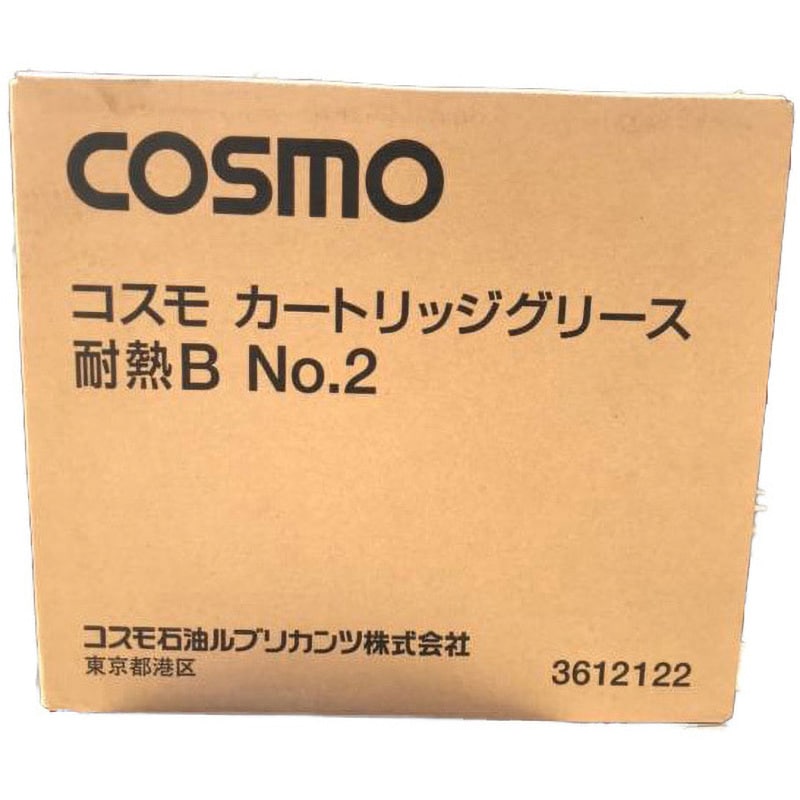 COSMO
コスモ カートリッジグリース
耐熱B No.2
コスモ石油ルブリカンツ株式会社
東京都港区
3612122